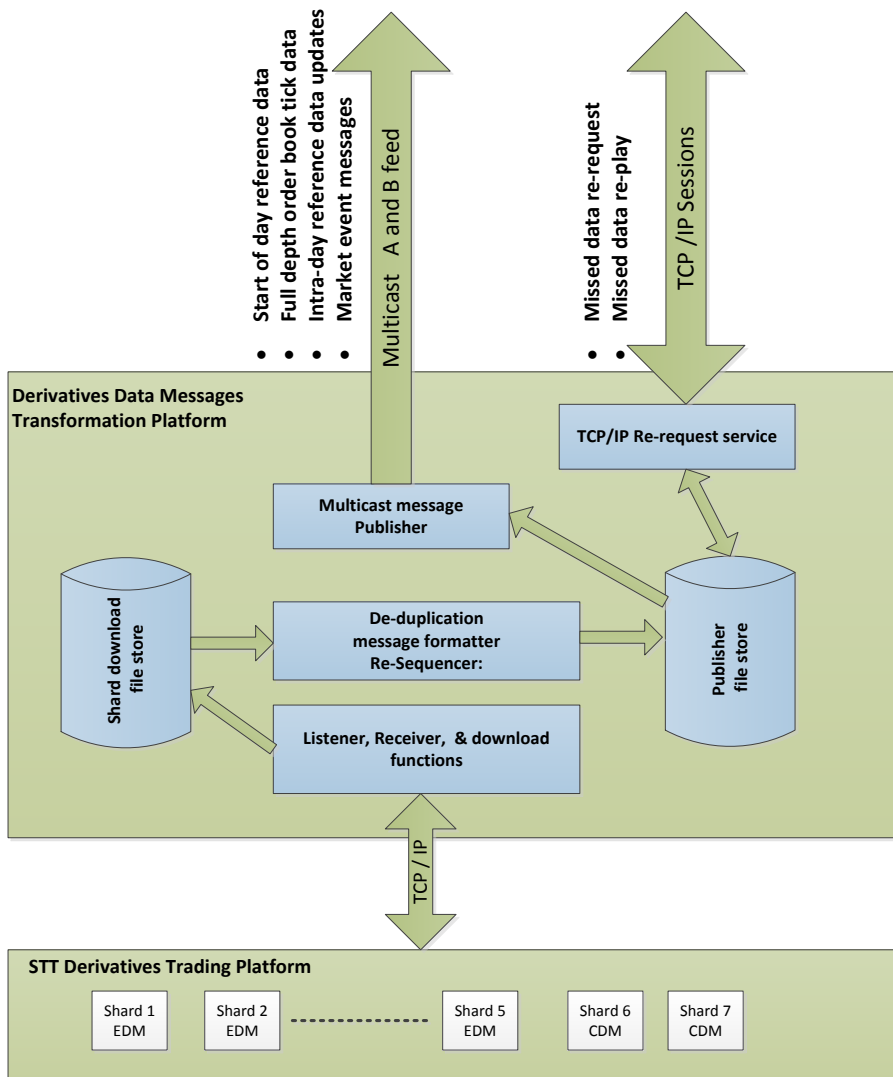 • Start of day reference data
• Full depth order book tick data
• Intra-day reference data updates
• Market event messages
Multicast A and B feed
• Missed data re-request
• Missed data re-play
TCP /IP Sessions
Derivatives Data Messages
Transformation Platform
TCP/IP Re-request service
Multicast message
Publisher
Shard download
file store
De-duplication
message formatter
Re-Sequencer:
Publisher
file store
Listener, Receiver, & download
functions
TCP / IP
STT Derivatives Trading Platform
Shard 1
EDM
Shard 2
EDM
Shard 5
EDM
Shard 6
CDM
Shard 7
CDM